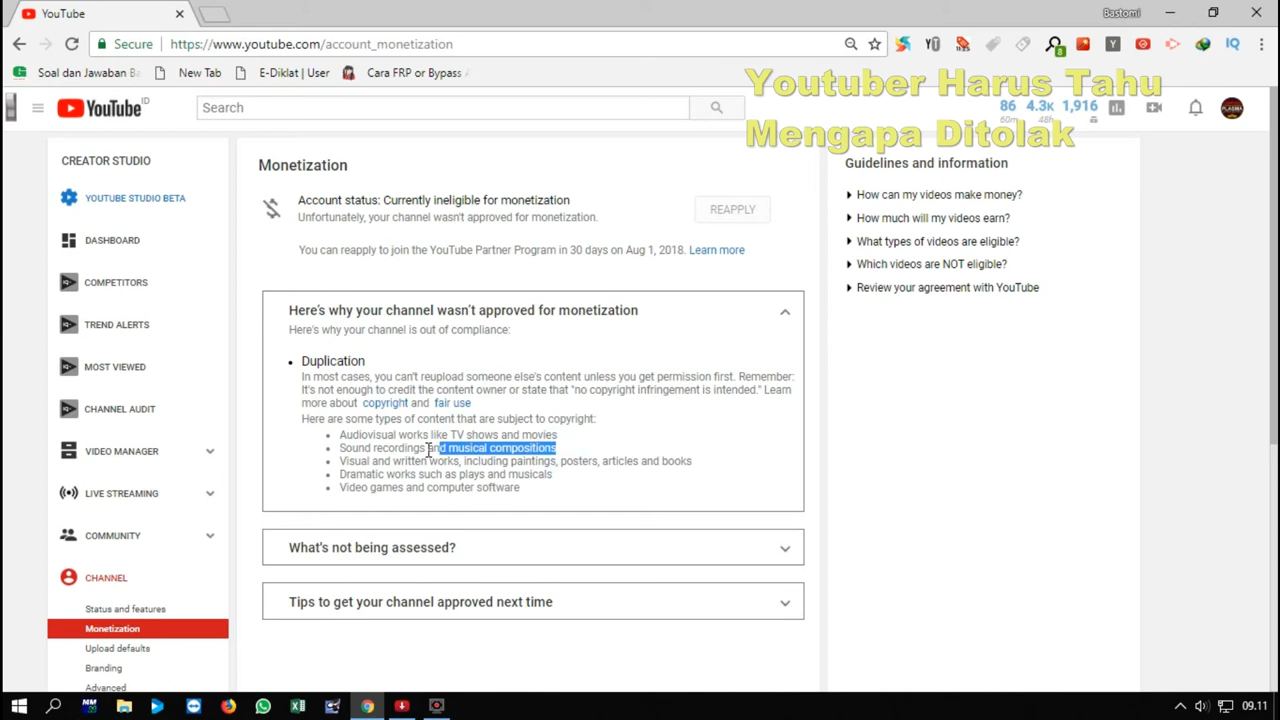 YouTube
Bastomi
Secure
https://www.youtube.com/account_monetization
8
IQ
Soal dan Jawaban Ba
New Tab
E-Diklat | User
Cara FRP or Bypass
Youtuber Harus Tahu
Mengapa Ditolak
YouTube ID
Search
86 4.3K 1,916
60m 48h
CREATOR STUDIO
YOUTUBE STUDIO BETA
DASHBOARD
COMPETITORS
TREND ALERTS
MOST VIEWED
CHANNEL AUDIT
VIDEO MANAGER
LIVE STREAMING
COMMUNITY
CHANNEL
Status and features
Monetization
Upload defaults
Branding
Advanced
Monetization
Account status: Currently ineligible for monetization
Unfortunately, your channel wasn't approved for monetization.
REAPPLY
You can reapply to join the YouTube Partner Program in 30 days on Aug 1, 2018. Learn more
Here's why your channel wasn't approved for monetization
Here's why your channel is out of compliance:
Duplication
In most cases, you can't reupload someone else's content unless you get permission first. Remember:
It's not enough to credit the content owner or state that "no copyright infringement is intended." Learn
more about copyright and fair use
Here are some types of content that are subject to copyright:
Audiovisual works like TV shows and movies
Sound recordings and musical compositions
Visual and written works, including paintings, posters, articles and books
Dramatic works such as plays and musicals
Video games and computer software
What's not being assessed?
Tips to get your channel approved next time
Guidelines and information
How can my videos make money?
How much will my videos earn?
What types of videos are eligible?
Which videos are NOT eligible?
Review your agreement with YouTube
09.11